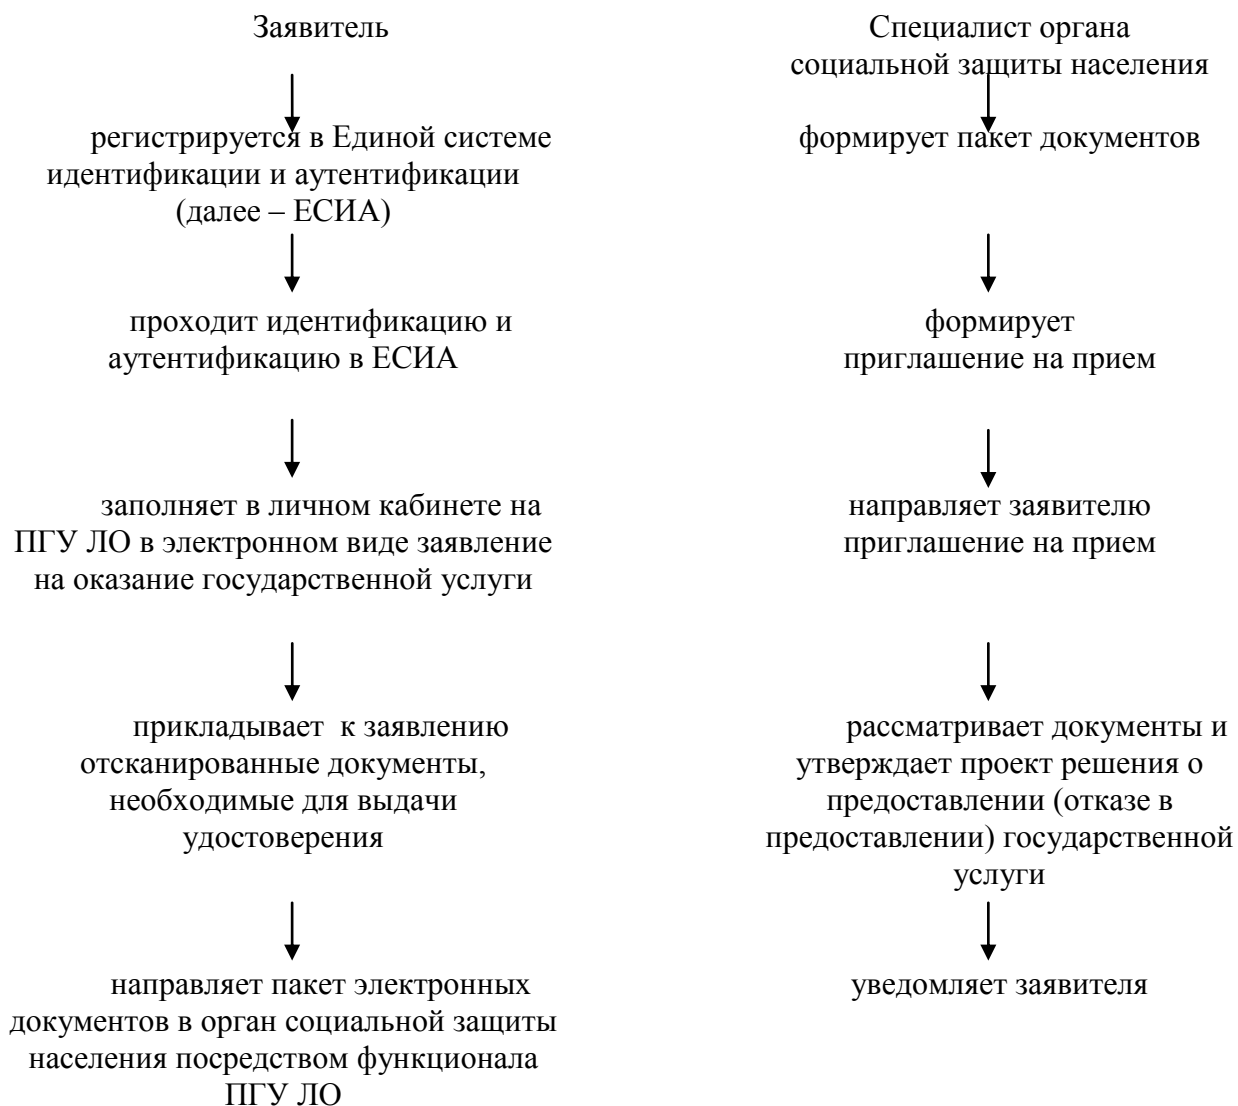 Заявитель
регистрируется в Единой системе
идентификации и аутентификации
(далее – ЕСИА)
проходит идентификацию и
аутентификацию в ЕСИА
заполняет в личном кабинете на
ПГУ ЛО в электронном виде заявление
на оказание государственной услуги
прикладывает к заявлению
отсканированные документы,
необходимые для выдачи
удостоверения
направляет пакет электронных
документов в орган социальной защиты
населения посредством функционала
ПГУ ЛО
Специалист органа
социальной защиты населения
формирует пакет документов
формирует
приглашение на прием
направляет заявителю
приглашение на прием
рассматривает документы и
утверждает проект решения о
предоставлении (отказе в
предоставлении) государственной
услуги
уведомляет заявителя